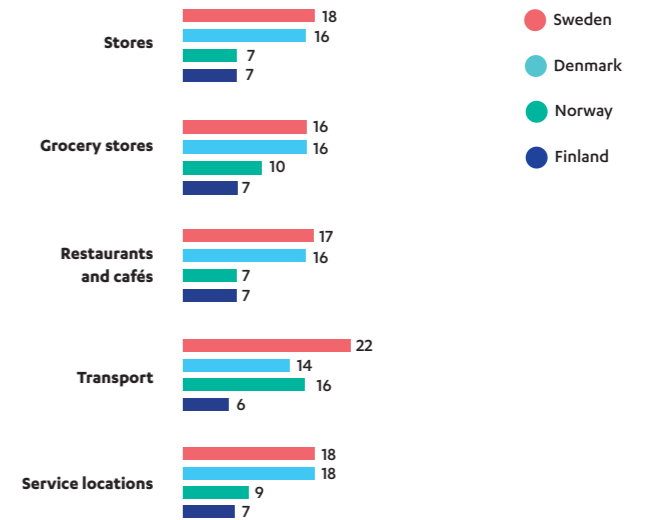 Stores
18
16
7
7
Grocery stores
16
16
10
7
Restaurants
and cafés
17
16
7
7
Transport
22
14
16
6
Service locations
18
18
9
7
Sweden
Denmark
Norway
Finland